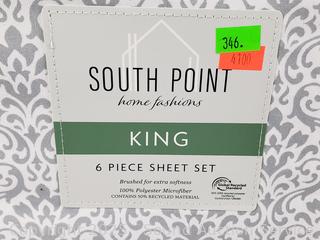 346.
4100
SOUTH POINT
home fashions
KING
6 PIECE SHEET SET
Brushed for extra softness
100% Polyester Microfiber
CONTAINS 50% RECYCLED MATERIAL
Global Recycled
Standard